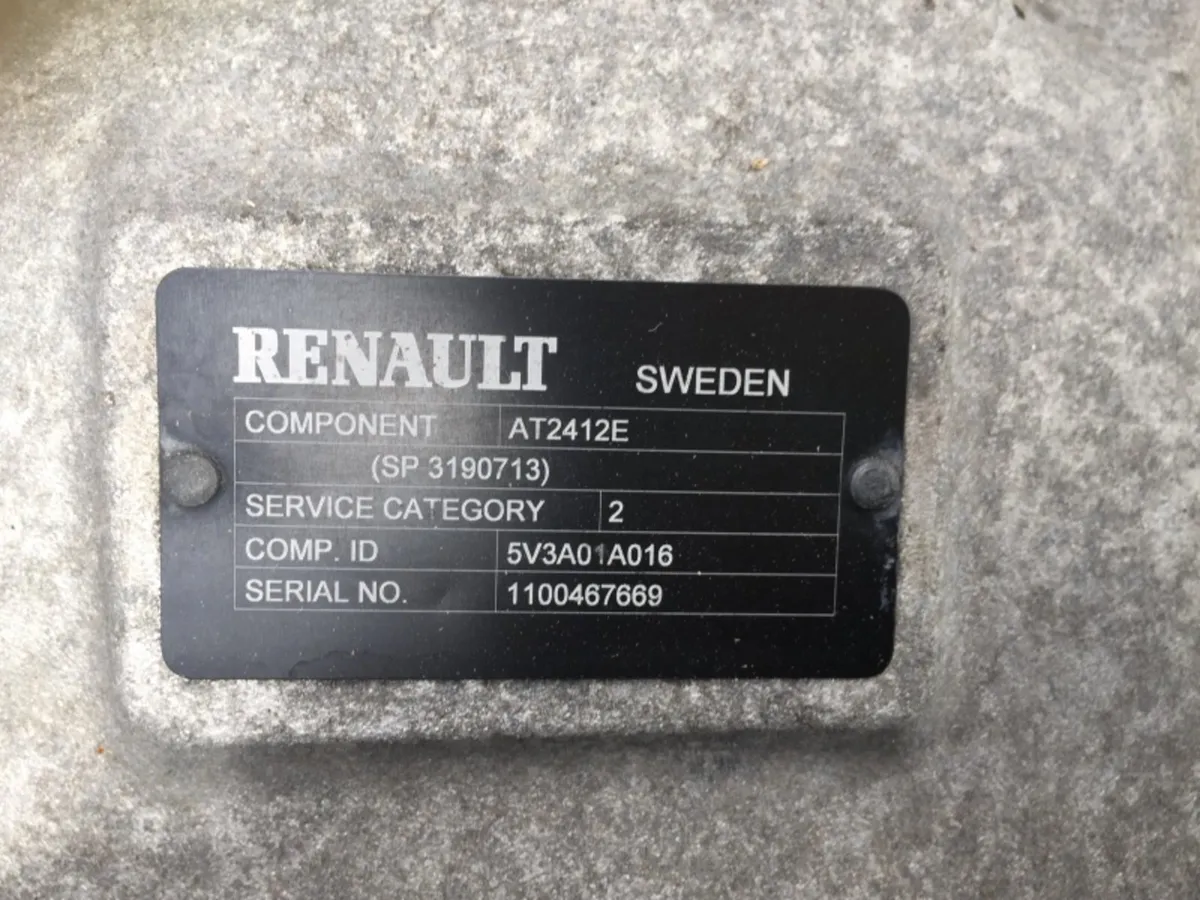 RENAULT SWEDEN
COMPONENT AT2412E
(SP 3190713)
SERVICE CATEGORY 2
COMP. ID 5V3A01A016
SERIAL NO. 1100467669